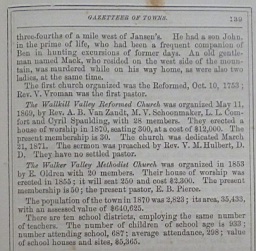 GAZETTEER OF TOWNS. 139
three-fourths of a mile west of Jansen's. He had a son John,
in the prime of life, who had been a frequent companion of
Ben in hunting excursions of former days. An old gentle-
man named Mack, who resided on the west side of the moun-
tain, was murdered while on his way home, as were also two
ladies, at the same time.
The first church organized was the Reformed, Oct. 10, 1753;
Rev. V. Vroman was the first pastor.
The Wallkill Valley Reformed Church was organized May 11,
1869, by Rev. A. B. Van Zandt, M. V. Schoonmaker, L. L. Com-
fort and Cyril Spaulding, with 28 members. They erected a
house of worship in 1870, seating 300, at a cost of $12,000. The
present membership is 30. The church was dedicated March
21, 1871. The sermon was preached by Rev. V. M. Hulbert, D.
D. They have no settled pastor.
The Walker Valley Methodist Church was organized in 1853
by E. Oldren with 20 members. Their house of worship was
erected in 1855; it will seat 250 and cost $2,300. The present
membership is 50; the present pastor, E. B. Pierce.
The population of the town in 1870 was 2,823; its area, 35,433,
with an assessed value of $640,025.
There are ten school districts, employing the same number
of teachers. The number of children of school age is 933;
number attending school, 687; average attendance, 298; value
of school houses and sites, $5,365.